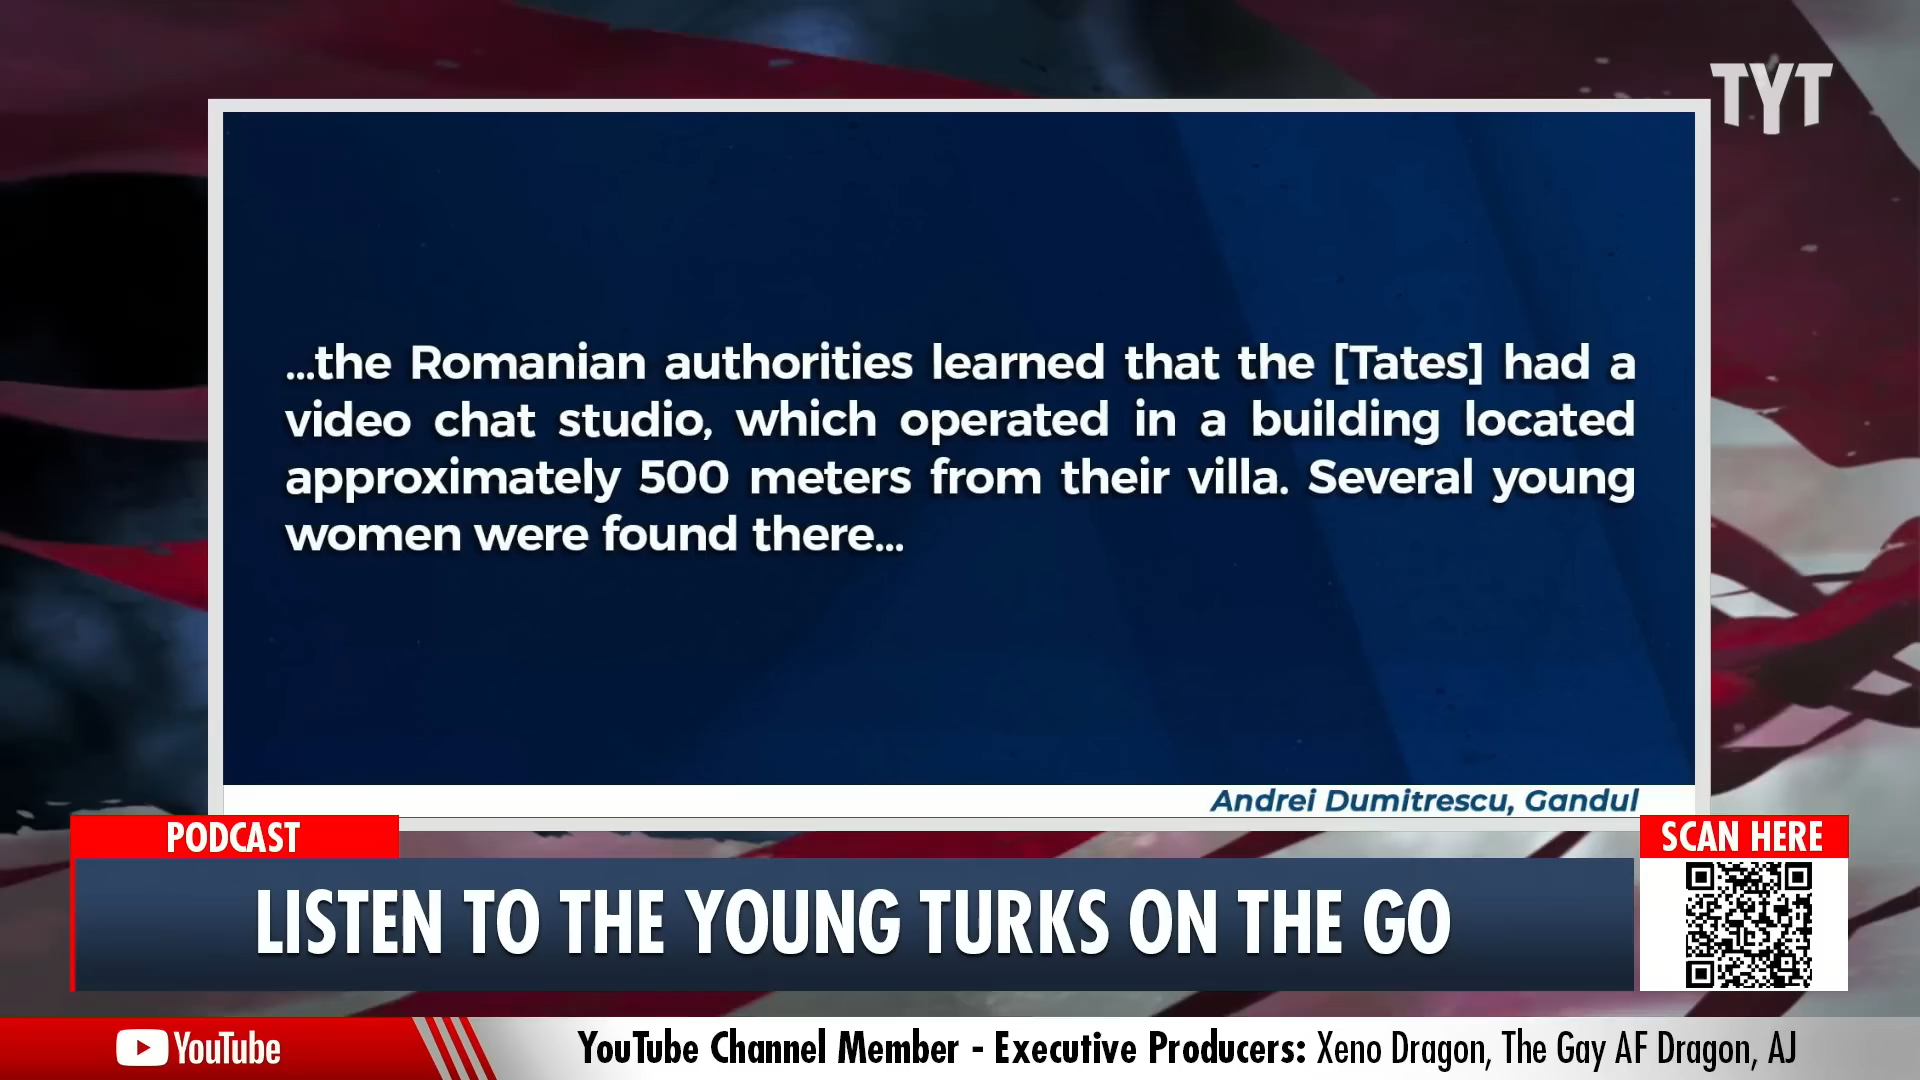 TYT
...the Romanian authorities learned that the [Tates] had a
video chat studio, which operated in a building located
approximately 500 meters from their villa. Several young
women were found there...
Andrei Dumitrescu, Gandul
PODCAST
LISTEN TO THE YOUNG TURKS ON THE GO
SCAN HERE
YouTube
YouTube Channel Member - Executive Producers: Xeno Dragon, The Gay AF Dragon, AJ